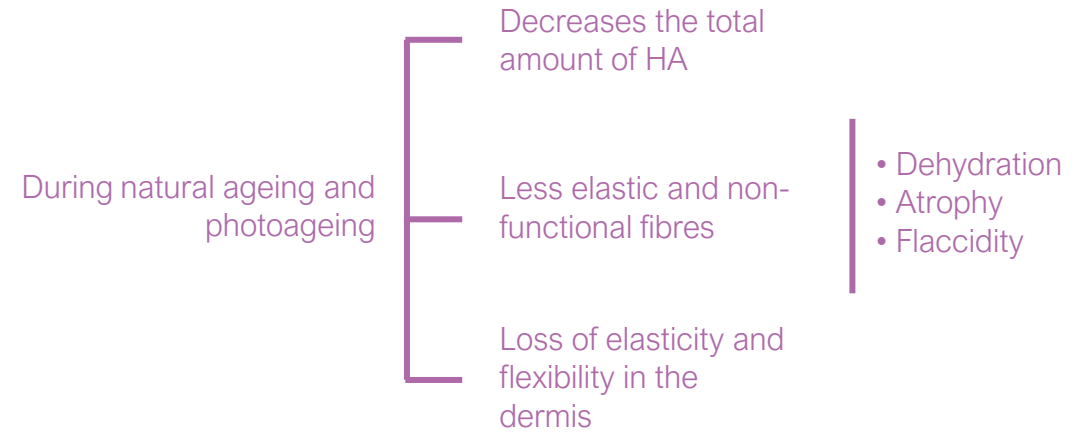 During natural ageing and
photoageing
Decreases the total
amount of HA
Less elastic and non-
functional fibres
Loss of elasticity and
flexibility in the
dermis
• Dehydration
• Atrophy
• Flaccidity